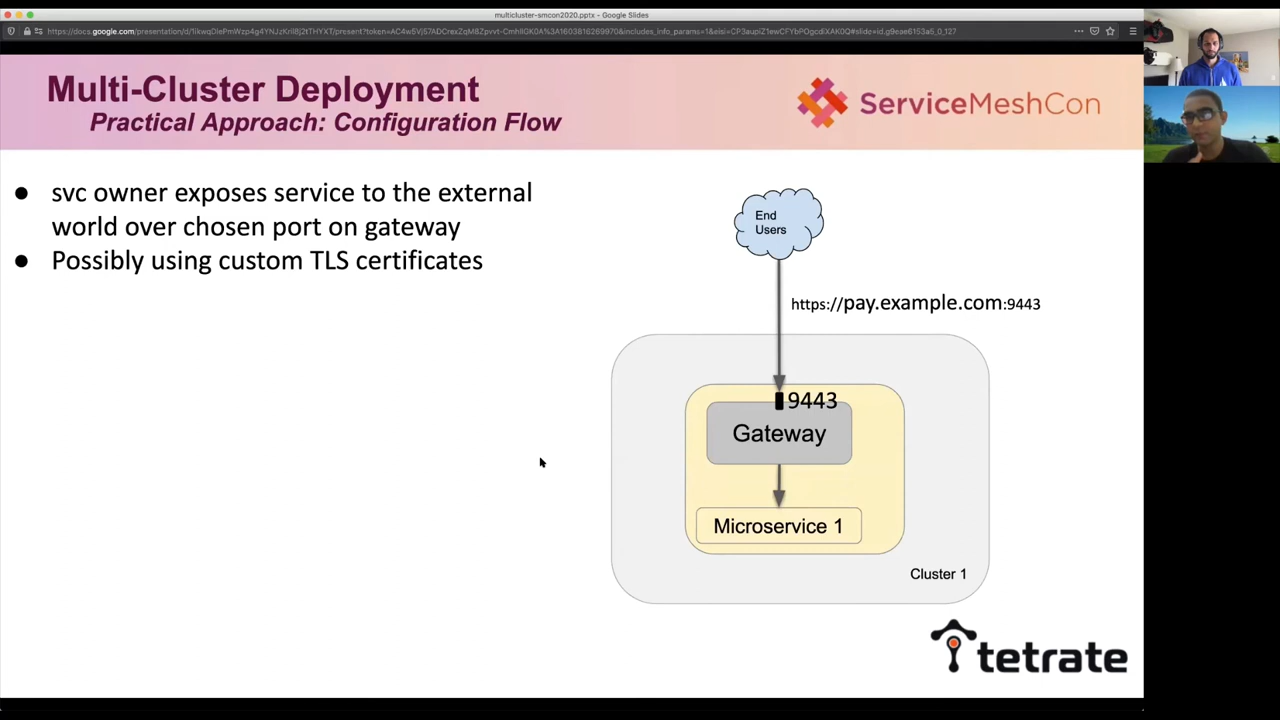 multicluster-smcon2020.pptx - Google Slides
Multi-Cluster Deployment
Practical Approach: Configuration Flow
ServiceMeshCon
● svc owner exposes service to the external
world over chosen port on gateway
● Possibly using custom TLS certificates
End
Users
https://pay.example.com:9443
9443
Gateway
Microservice 1
Cluster 1
tetrate